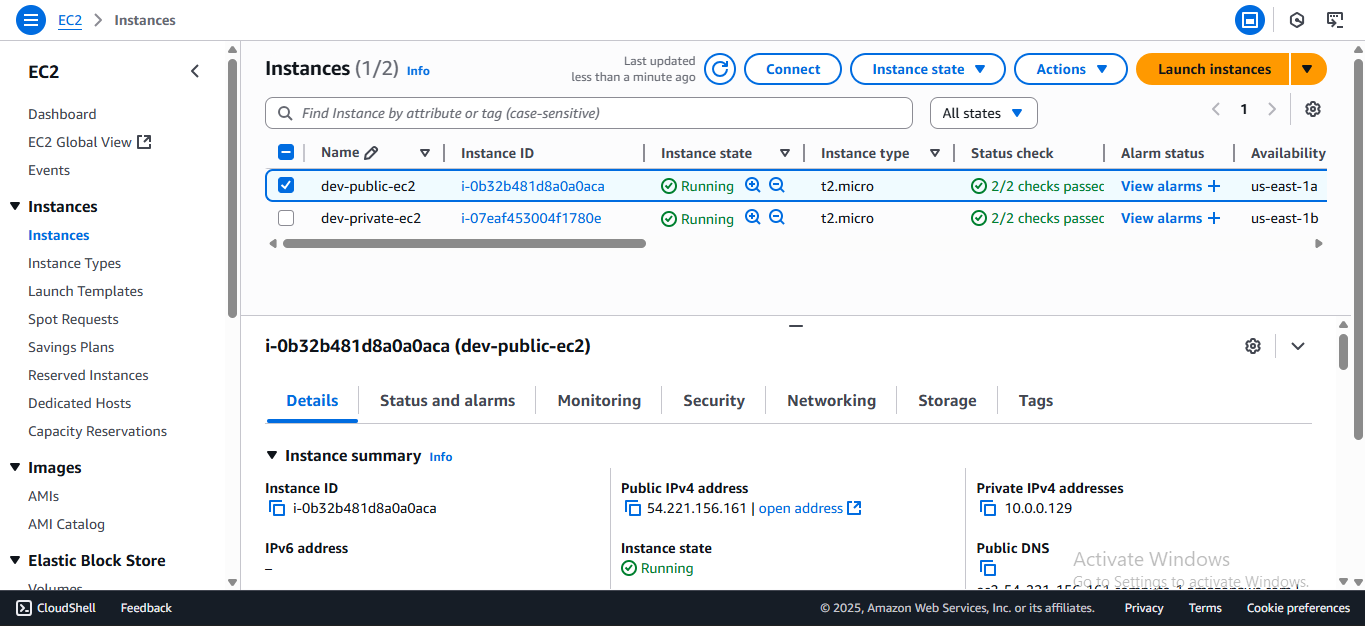 EC2 Instances
EC2
Dashboard
EC2 Global View
Events
Instances
Instances
Instance Types
Launch Templates
Spot Requests
Savings Plans
Reserved Instances
Dedicated Hosts
Capacity Reservations
Images
AMIs
AMI Catalog
Elastic Block Store
Volumes
Instances (1/2) Info
Last updated
less than a minute ago
Connect Instance state Actions Launch instances
Find Instance by attribute or tag (case-sensitive) All states 1
Name Instance ID Instance state Instance type Status check Alarm status Availability
dev-public-ec2 i-0b32b481d8a0a0aca Running t2.micro 2/2 checks passec View alarms + us-east-1a
dev-private-ec2 i-07eaf453004f1780e Running t2.micro 2/2 checks passec View alarms + us-east-1b
i-0b32b481d8a0a0aca (dev-public-ec2)
Details Status and alarms Monitoring Security Networking Storage Tags
Instance summary Info
Instance ID
i-0b32b481d8a0a0aca
Public IPv4 address
54.221.156.161 | open address
Private IPv4 addresses
10.0.0.129
IPv6 address
–
Instance state
Running
Public DNS
Activate Windows
Go to Settings to activate Windows.
CloudShell Feedback © 2025, Amazon Web Services, Inc. or its affiliates. Privacy Terms Cookie preferences